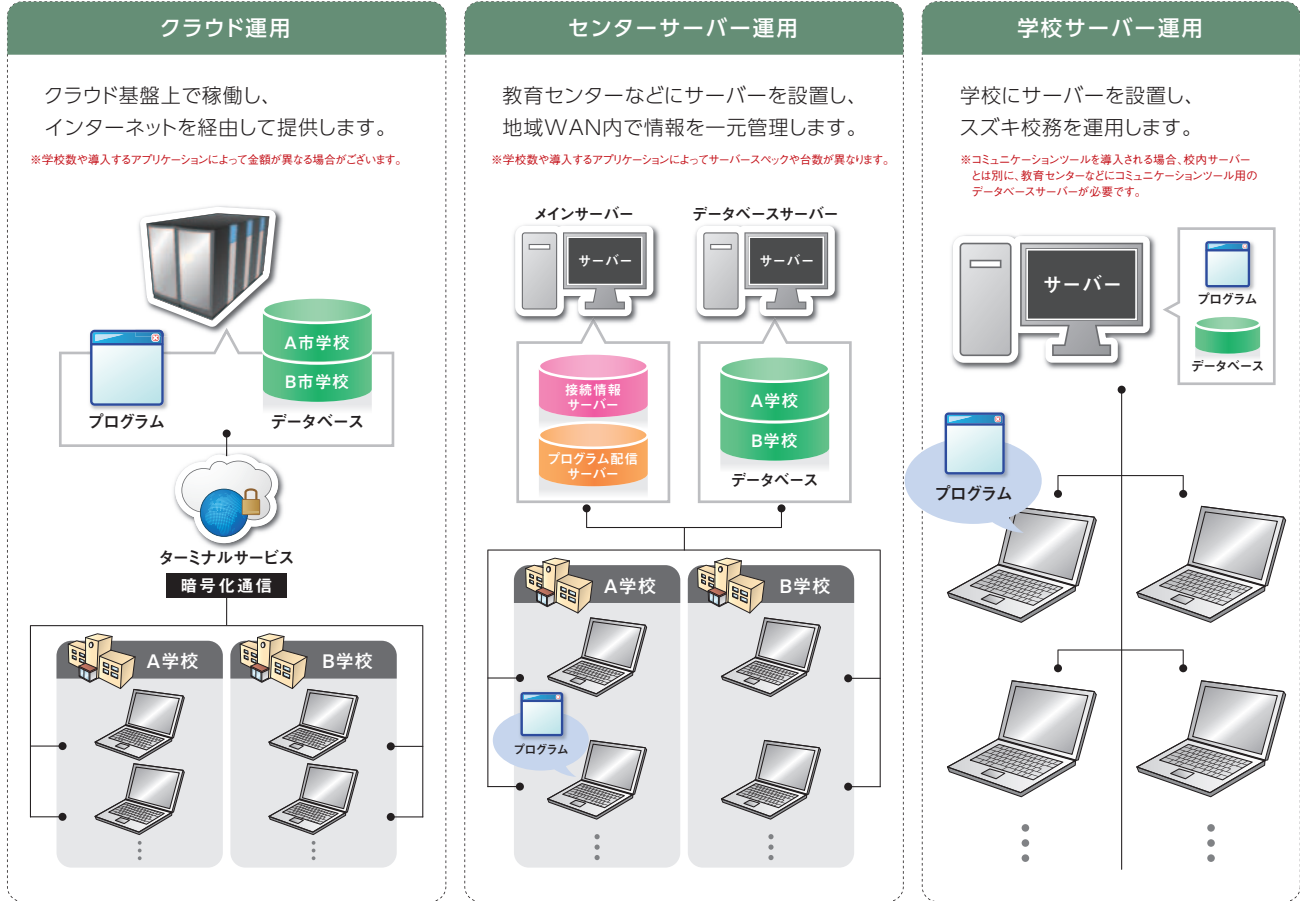 クラウド運用
クラウド基盤上で稼働し、
インターネットを経由して提供します。
※学校数や導入するアプリケーションによって金額が異なる場合がございます。
A市学校
B市学校
プログラム
データベース
ターミナルサービス
暗号化通信
A学校
B学校
センターサーバー運用
教育センターなどにサーバーを設置し、
地域WAN内で情報を一元管理します。
※学校数や導入するアプリケーションによってサーバースペックや台数が異なります。
メインサーバー
データベースサーバー
サーバー
サーバー
接続情報
サーバー
プログラム配信
サーバー
A学校
B学校
データベース
A学校
B学校
プログラム
学校サーバー運用
学校にサーバーを設置し、
スズキ校務を運用します。
※コミュニケーションツールを導入される場合、校内サーバー
とは別に、教育センターなどにコミュニケーションツール用の
データベースサーバーが必要です。
サーバー
プログラム
データベース
プログラム